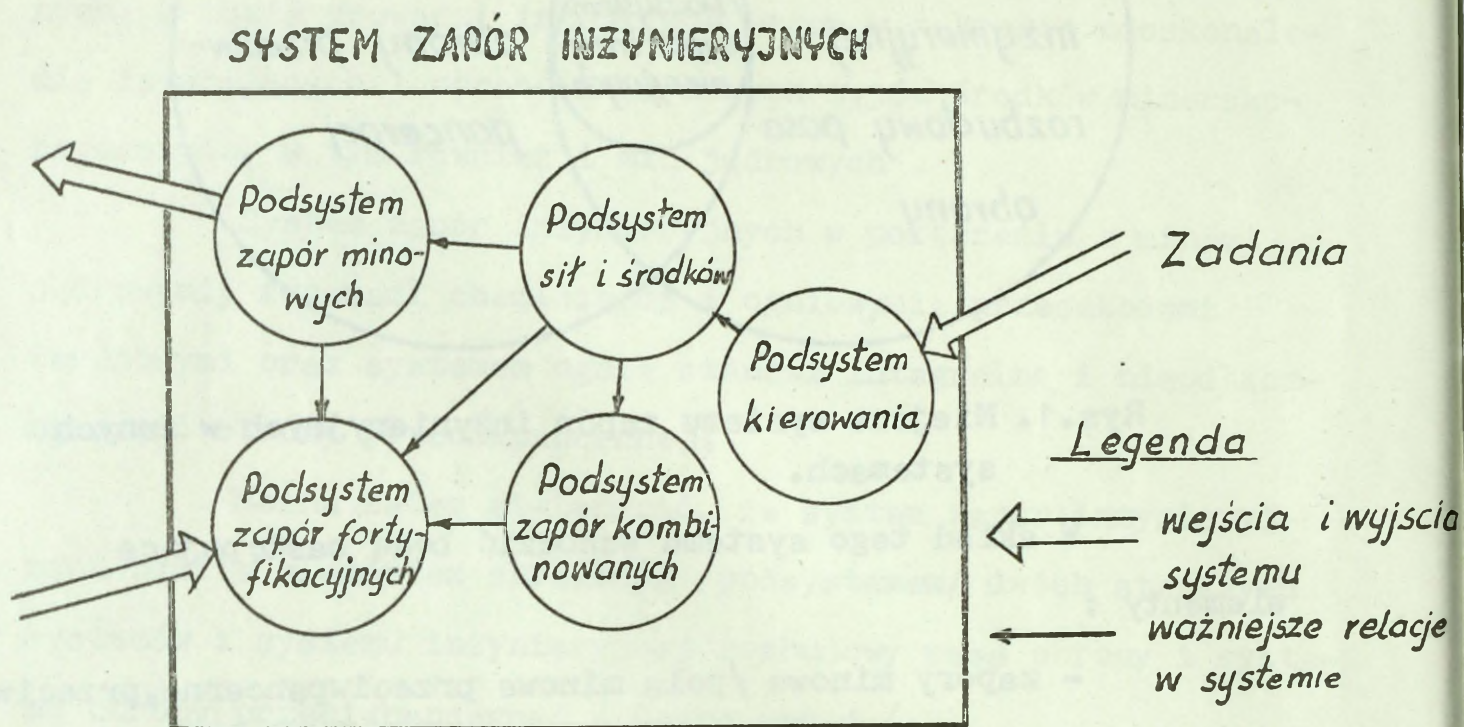 SYSTEM ZAPÓR INŻYNIERYJNYCH
Podsystem
zapór mino-
wych
Podsystem
sił i środków
Podsystem
kierowania
Zadania
Podsystem
zapór forty-
fikacyjnych
Podsystem
zapór kombi-
nowanych
Legenda
wejścia i wyjścia
systemu
ważniejsze relacje
w systemie